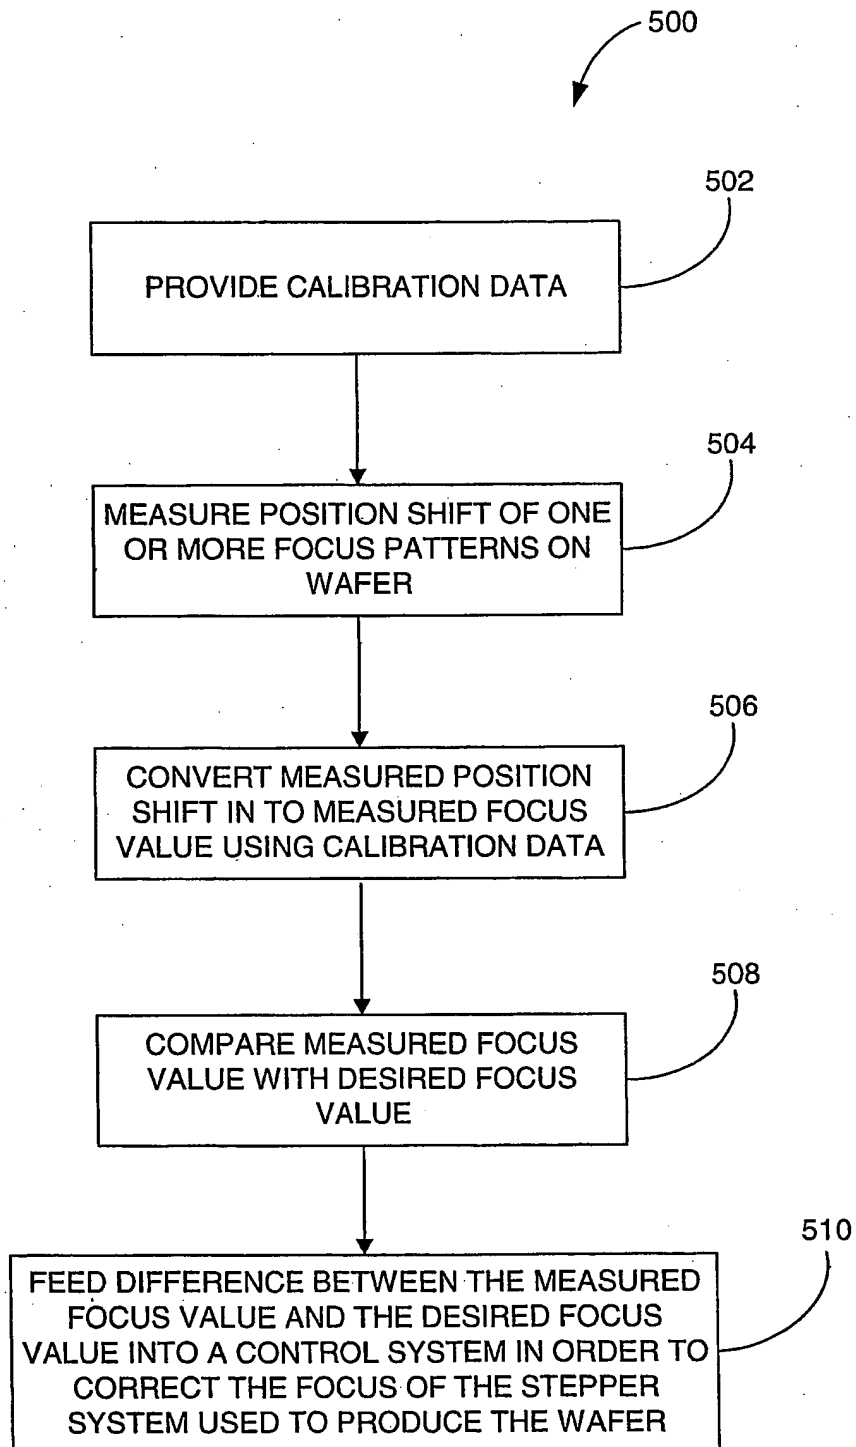 500
502
PROVIDE CALIBRATION DATA
504
MEASURE POSITION SHIFT OF ONE
OR MORE FOCUS PATTERNS ON
WAFER
506
CONVERT MEASURED POSITION
SHIFT IN TO MEASURED FOCUS
VALUE USING CALIBRATION DATA
508
COMPARE MEASURED FOCUS
VALUE WITH DESIRED FOCUS
VALUE
510
FEED DIFFERENCE BETWEEN THE MEASURED
FOCUS VALUE AND THE DESIRED FOCUS
VALUE INTO A CONTROL SYSTEM IN ORDER TO
CORRECT THE FOCUS OF THE STEPPER
SYSTEM USED TO PRODUCE THE WAFER